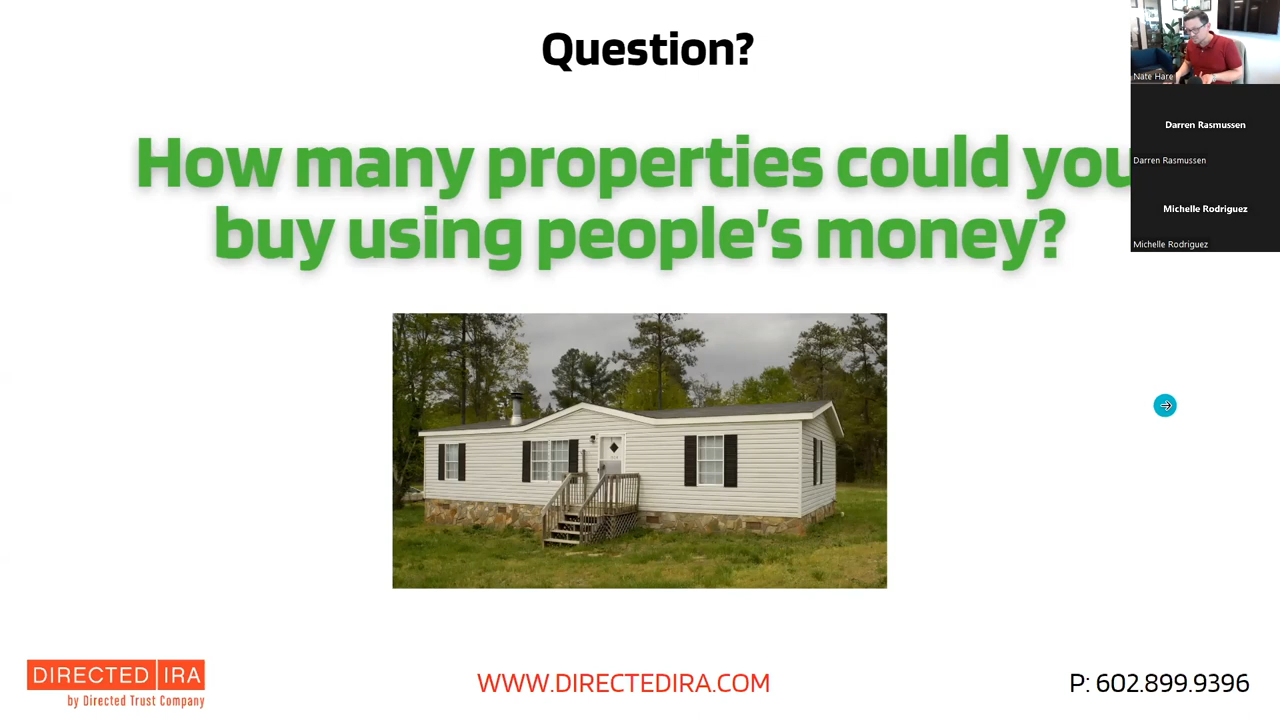 Question?
How many properties could you
buy using people's money?
Nate Hare
Darren Rasmussen
Darren Rasmussen
Michelle Rodriguez
Michelle Rodriguez
DIRECTED IRA
by Directed Trust Company
WWW.DIRECTEDIRA.COM
P: 602.899.9396